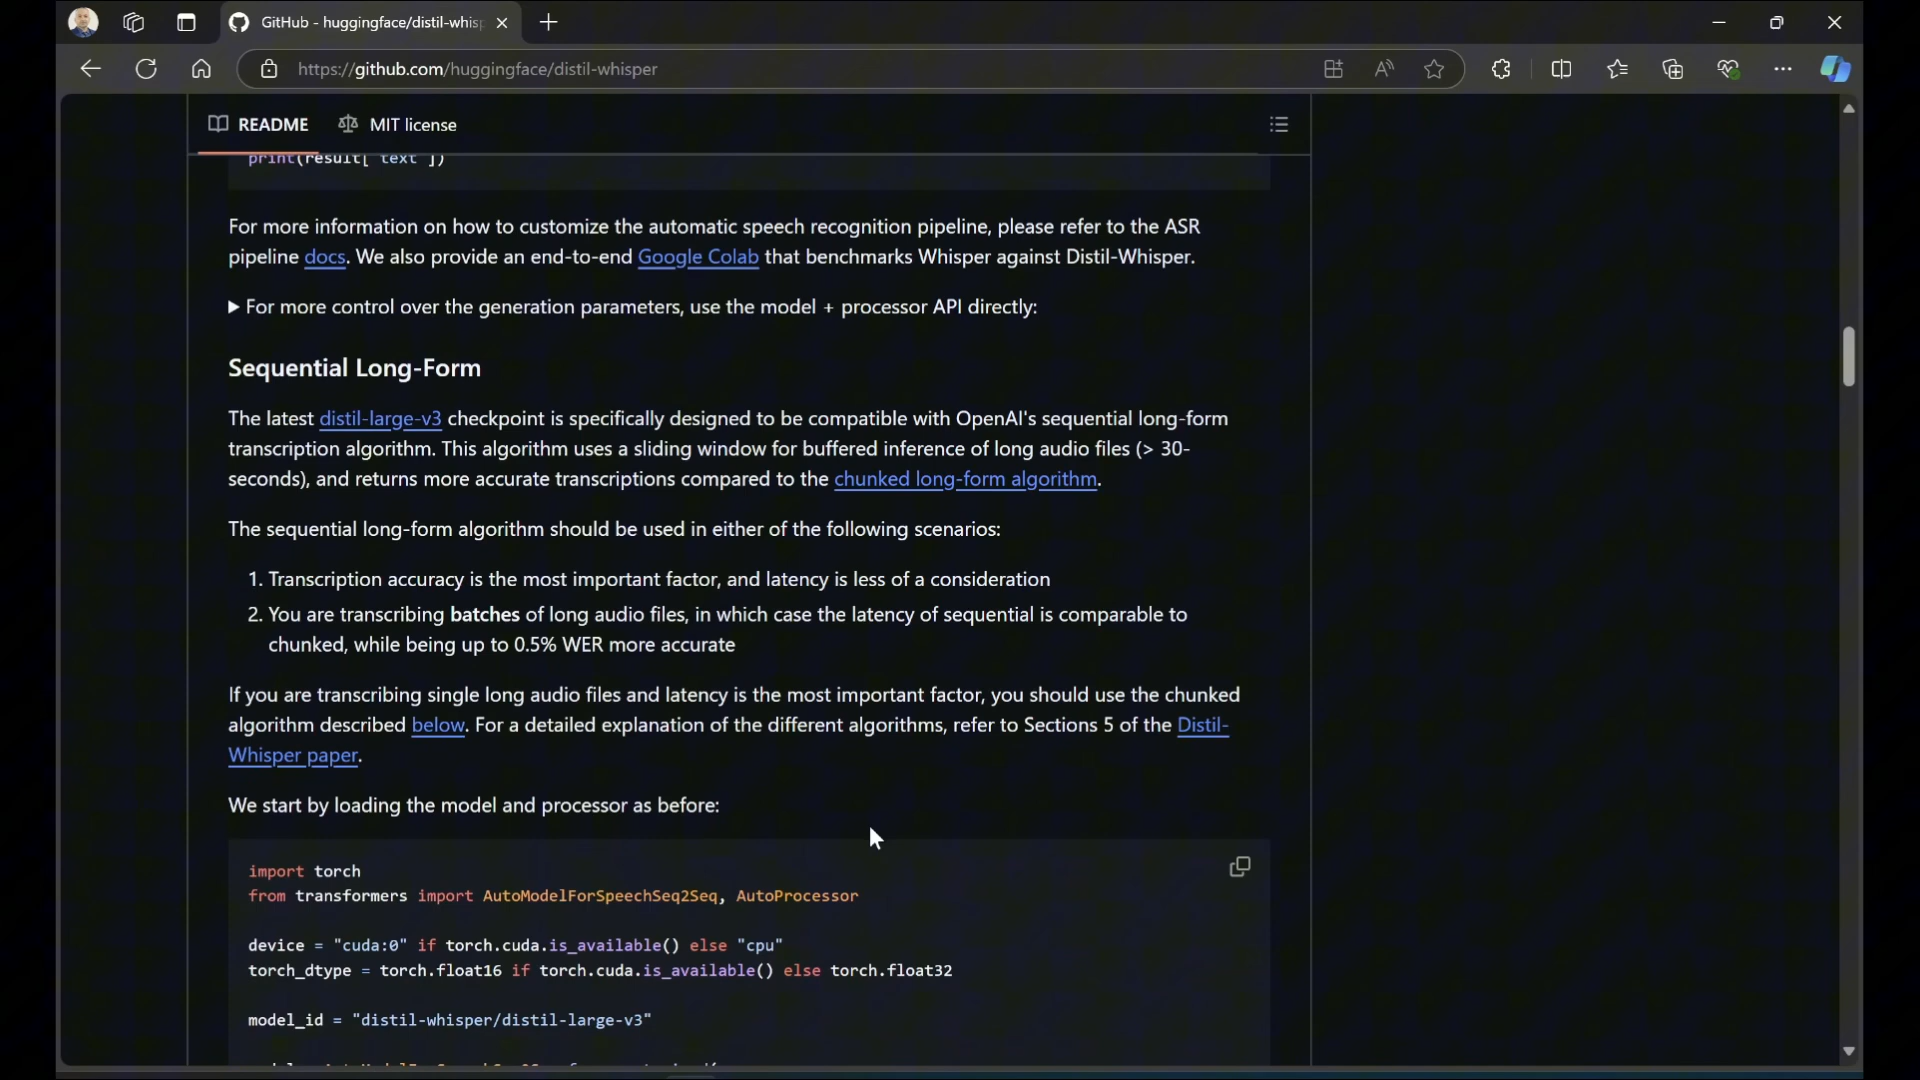 GitHub - huggingface/distil-whisp
https://github.com/huggingface/distil-whisper
README
MIT license
print(result["text"])
For more information on how to customize the automatic speech recognition pipeline, please refer to the ASR
pipeline docs. We also provide an end-to-end Google Colab that benchmarks Whisper against Distil-Whisper.
▶ For more control over the generation parameters, use the model + processor API directly:
Sequential Long-Form
The latest distil-large-v3 checkpoint is specifically designed to be compatible with OpenAI's sequential long-form
transcription algorithm. This algorithm uses a sliding window for buffered inference of long audio files (> 30-
seconds), and returns more accurate transcriptions compared to the chunked long-form algorithm.
The sequential long-form algorithm should be used in either of the following scenarios:
1. Transcription accuracy is the most important factor, and latency is less of a consideration
2. You are transcribing batches of long audio files, in which case the latency of sequential is comparable to
chunked, while being up to 0.5% WER more accurate
If you are transcribing single long audio files and latency is the most important factor, you should use the chunked
algorithm described below. For a detailed explanation of the different algorithms, refer to Sections 5 of the Distil-
Whisper paper.
We start by loading the model and processor as before:
import torch
from transformers import AutoModelForSpeechSeq2Seq, AutoProcessor
device = "cuda:0" if torch.cuda.is_available() else "cpu"
torch_dtype = torch.float16 if torch.cuda.is_available() else torch.float32
model_id = "distil-whisper/distil-large-v3"